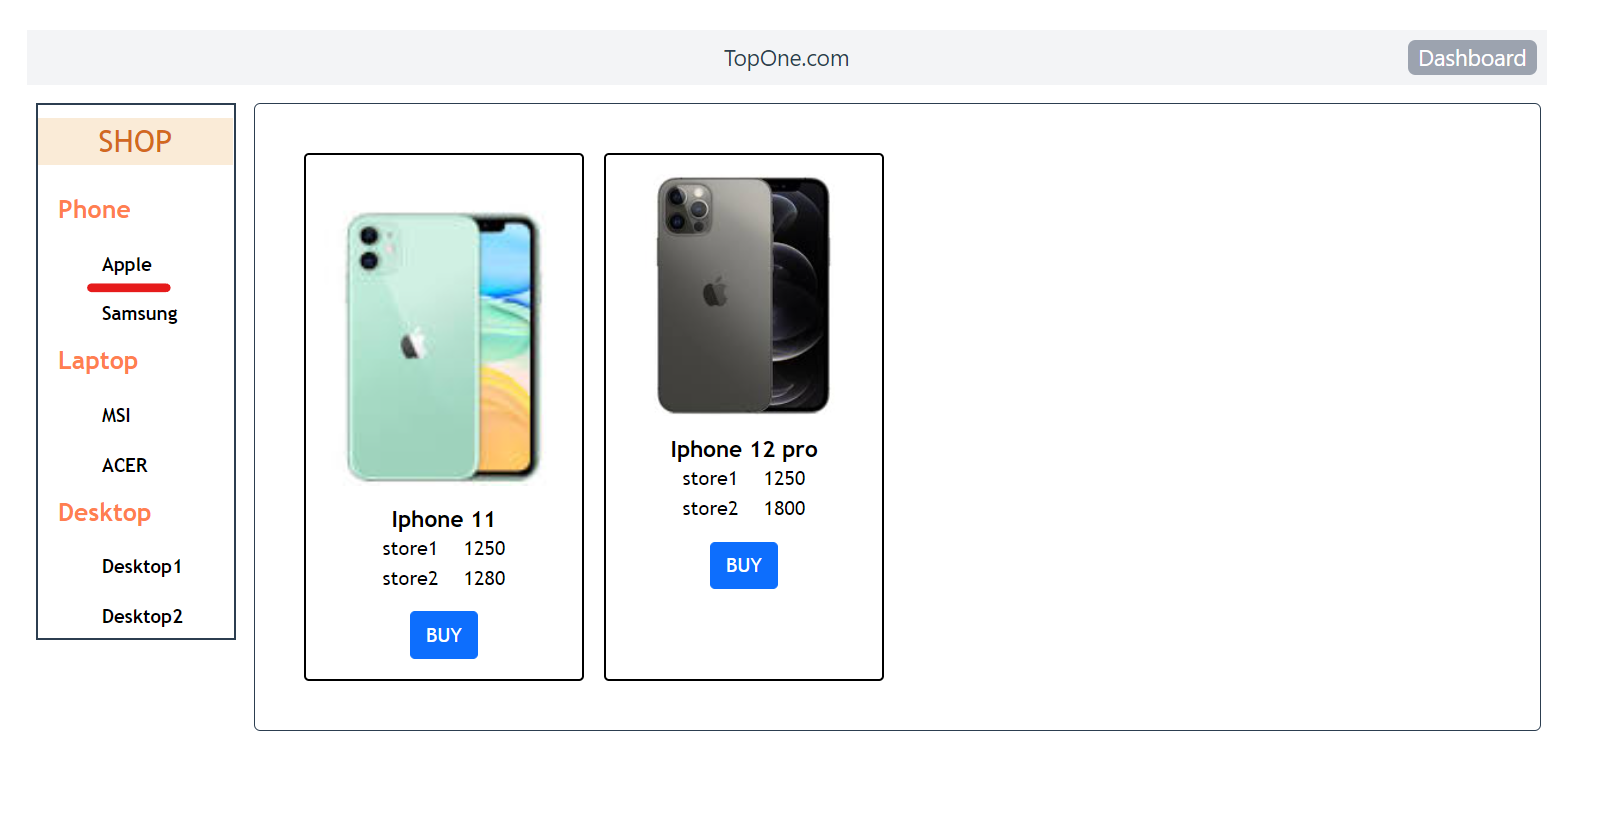 TopOne.com
Dashboard
SHOP
Phone
Apple
Samsung
Laptop
MSI
ACER
Desktop
Desktop1
Desktop2
Iphone 11
store1 1250
store2 1280
BUY
Iphone 12 pro
store1 1250
store2 1800
BUY